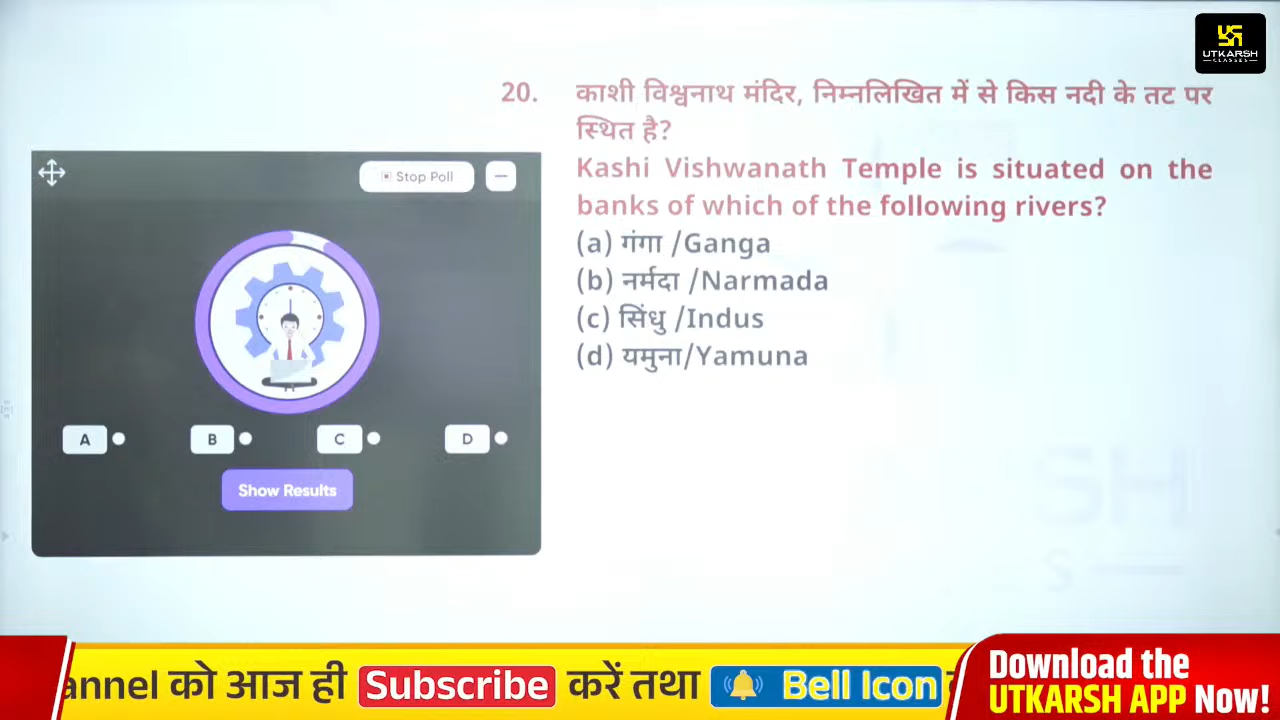 UTKARSH
CLASSES
20. काशी विश्वनाथ मंदिर, निम्नलिखित में से किस नदी के तट पर
स्थित है?
Kashi Vishwanath Temple is situated on the
banks of which of the following rivers?
(a) गंगा /Ganga
(b) नर्मदा /Narmada
(c) सिंधु /Indus
(d) यमुना/Yamuna
Stop Poll
A B C D
Show Results
SH
S
annel को आज ही Subscribe करें तथा Bell Icon
Download the
UTKARSH APP Now!